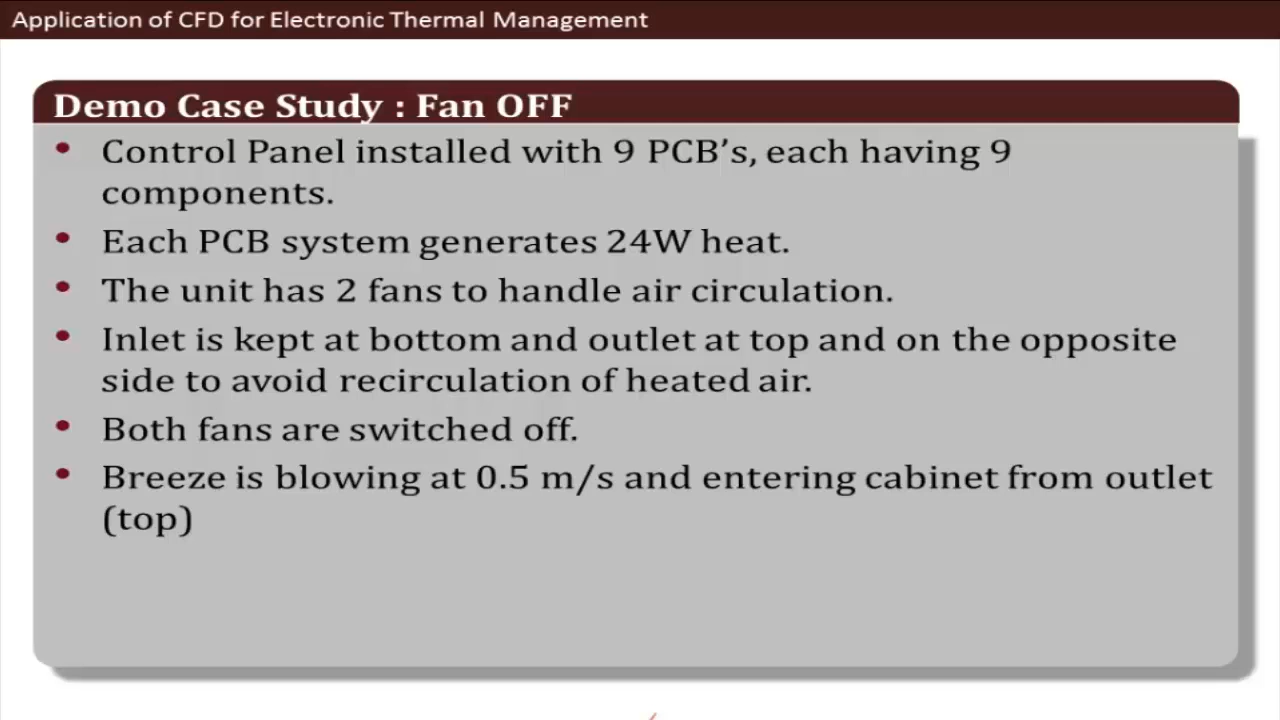 Application of CFD for Electronic Thermal Management
Demo Case Study : Fan OFF
• Control Panel installed with 9 PCB’s, each having 9
components.
• Each PCB system generates 24W heat.
• The unit has 2 fans to handle air circulation.
• Inlet is kept at bottom and outlet at top and on the opposite
side to avoid recirculation of heated air.
• Both fans are switched off.
• Breeze is blowing at 0.5 m/s and entering cabinet from outlet
(top)